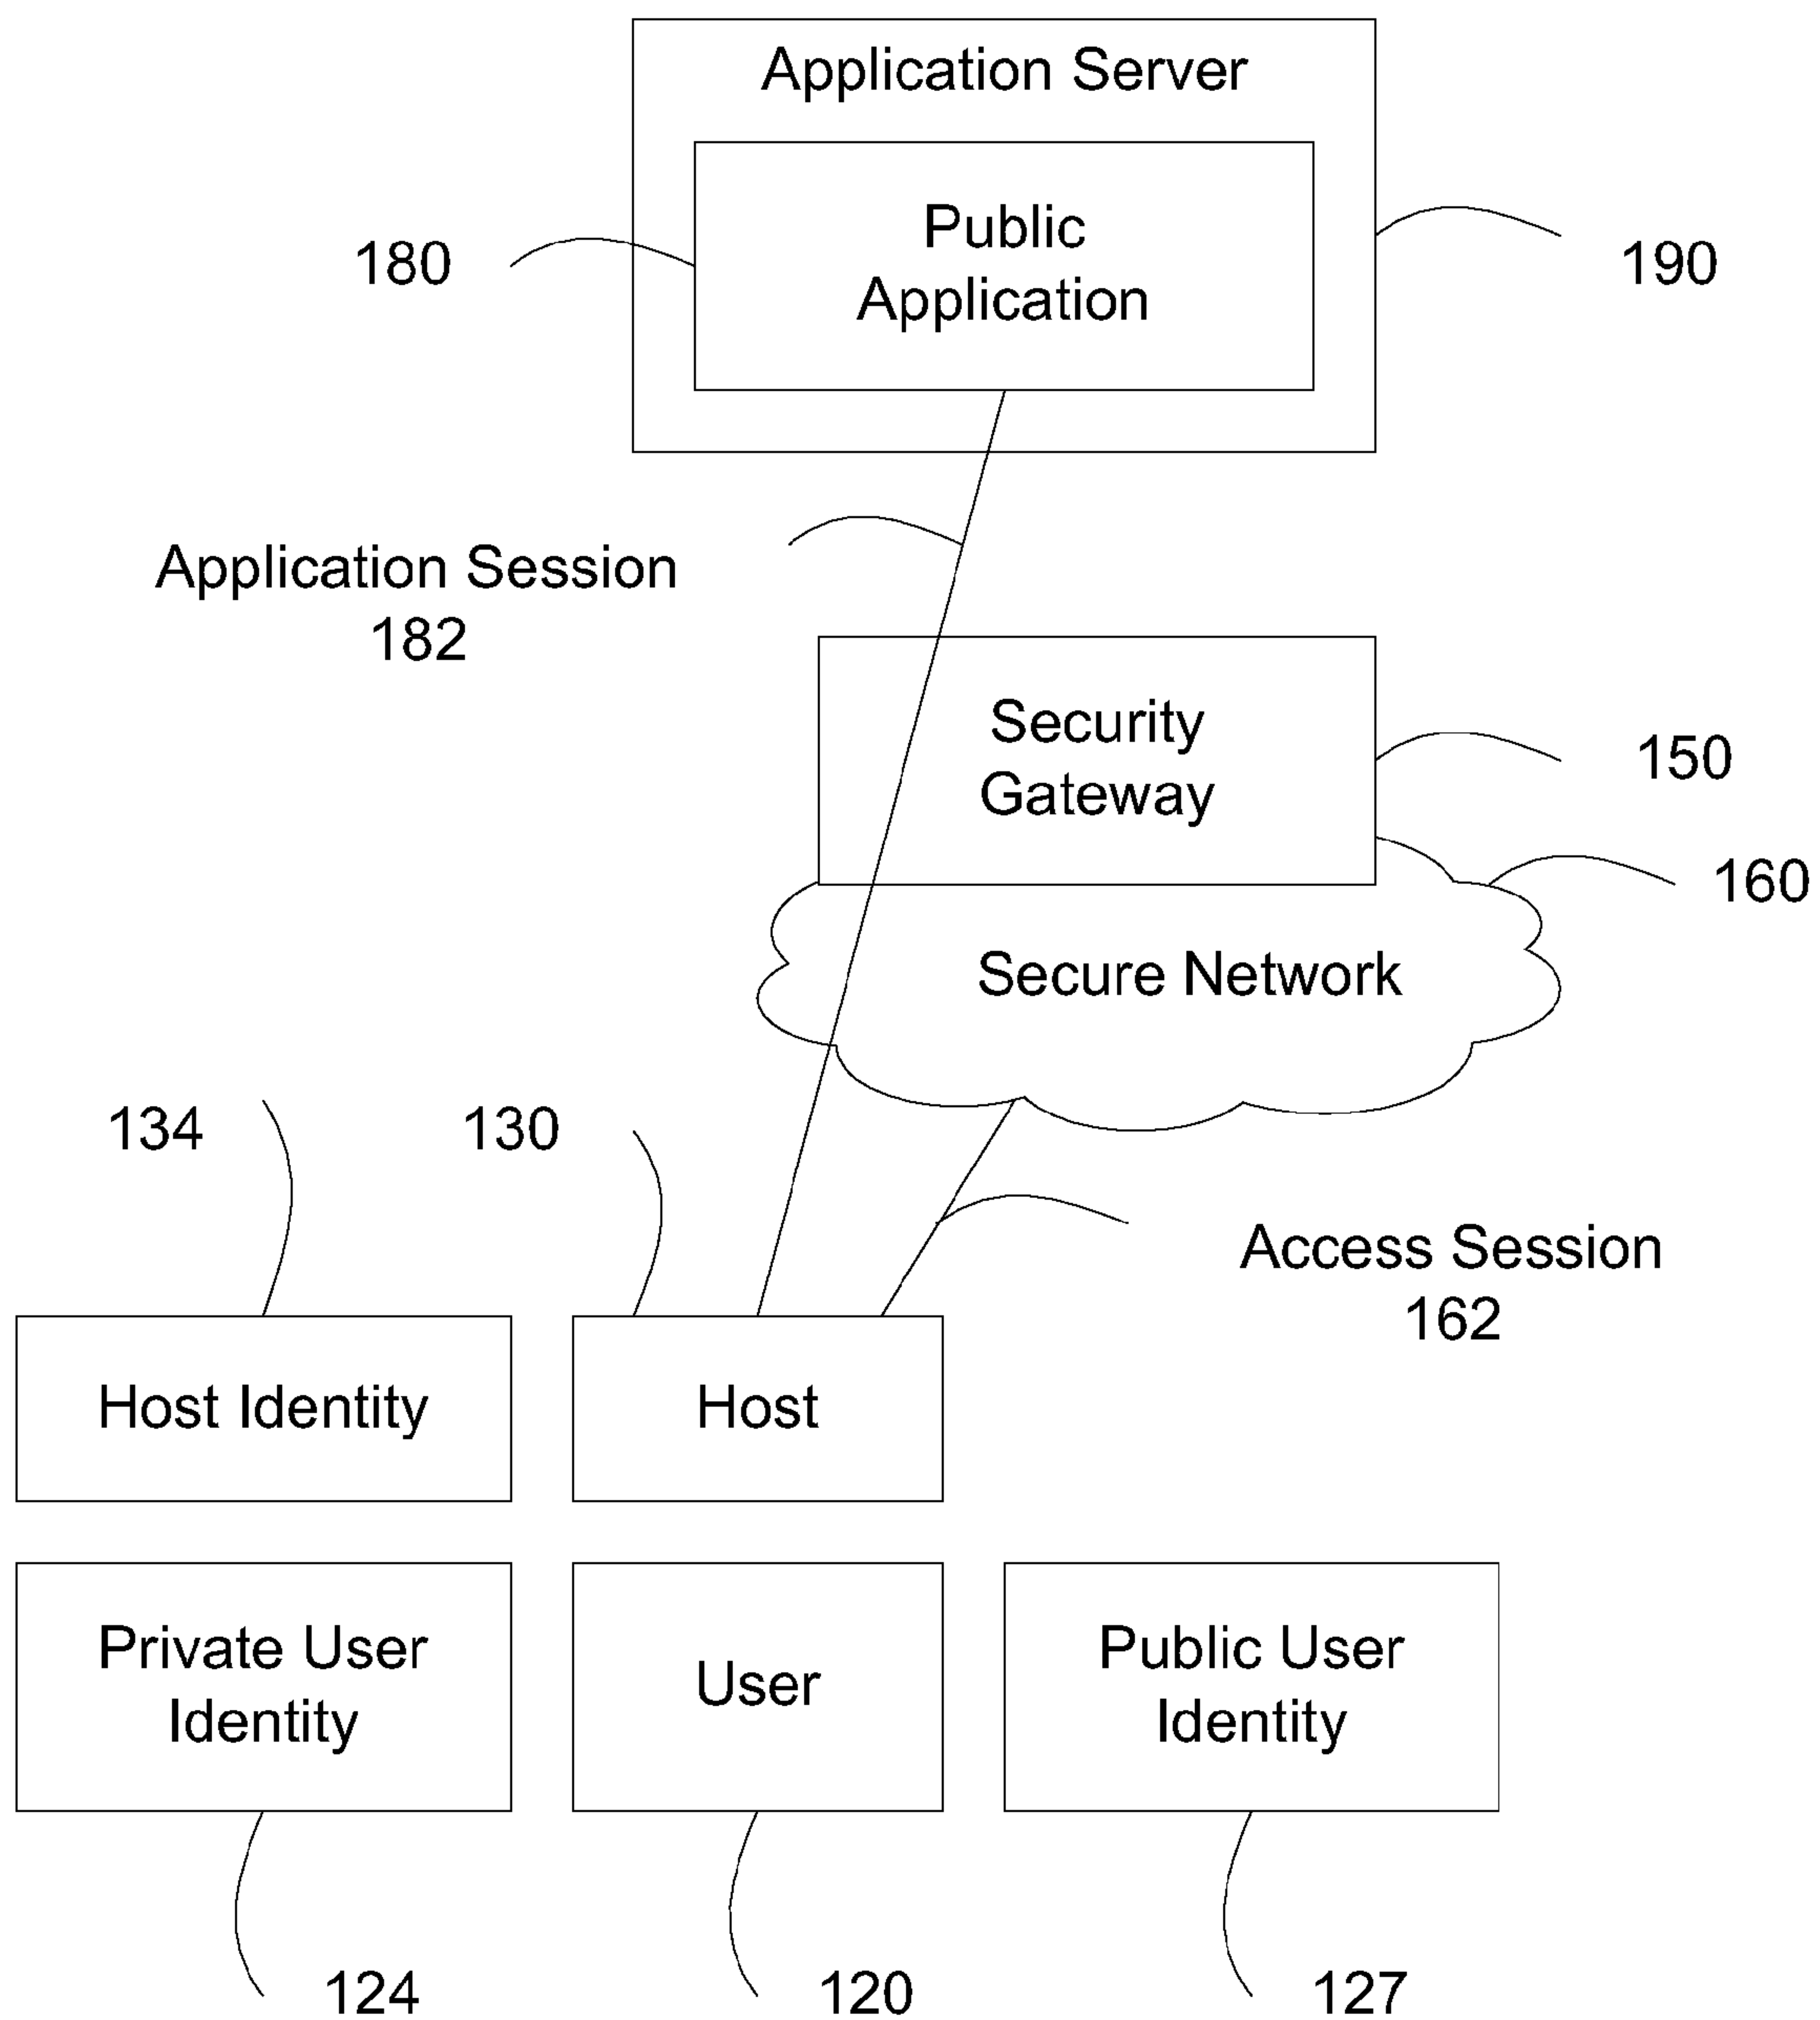 Application Server
Public
Application
180
190
Application Session
182
Security
Gateway
150
160
Secure Network
134
130
Access Session
162
Host Identity
Host
Private User
Identity
User
Public User
Identity
124
120
127